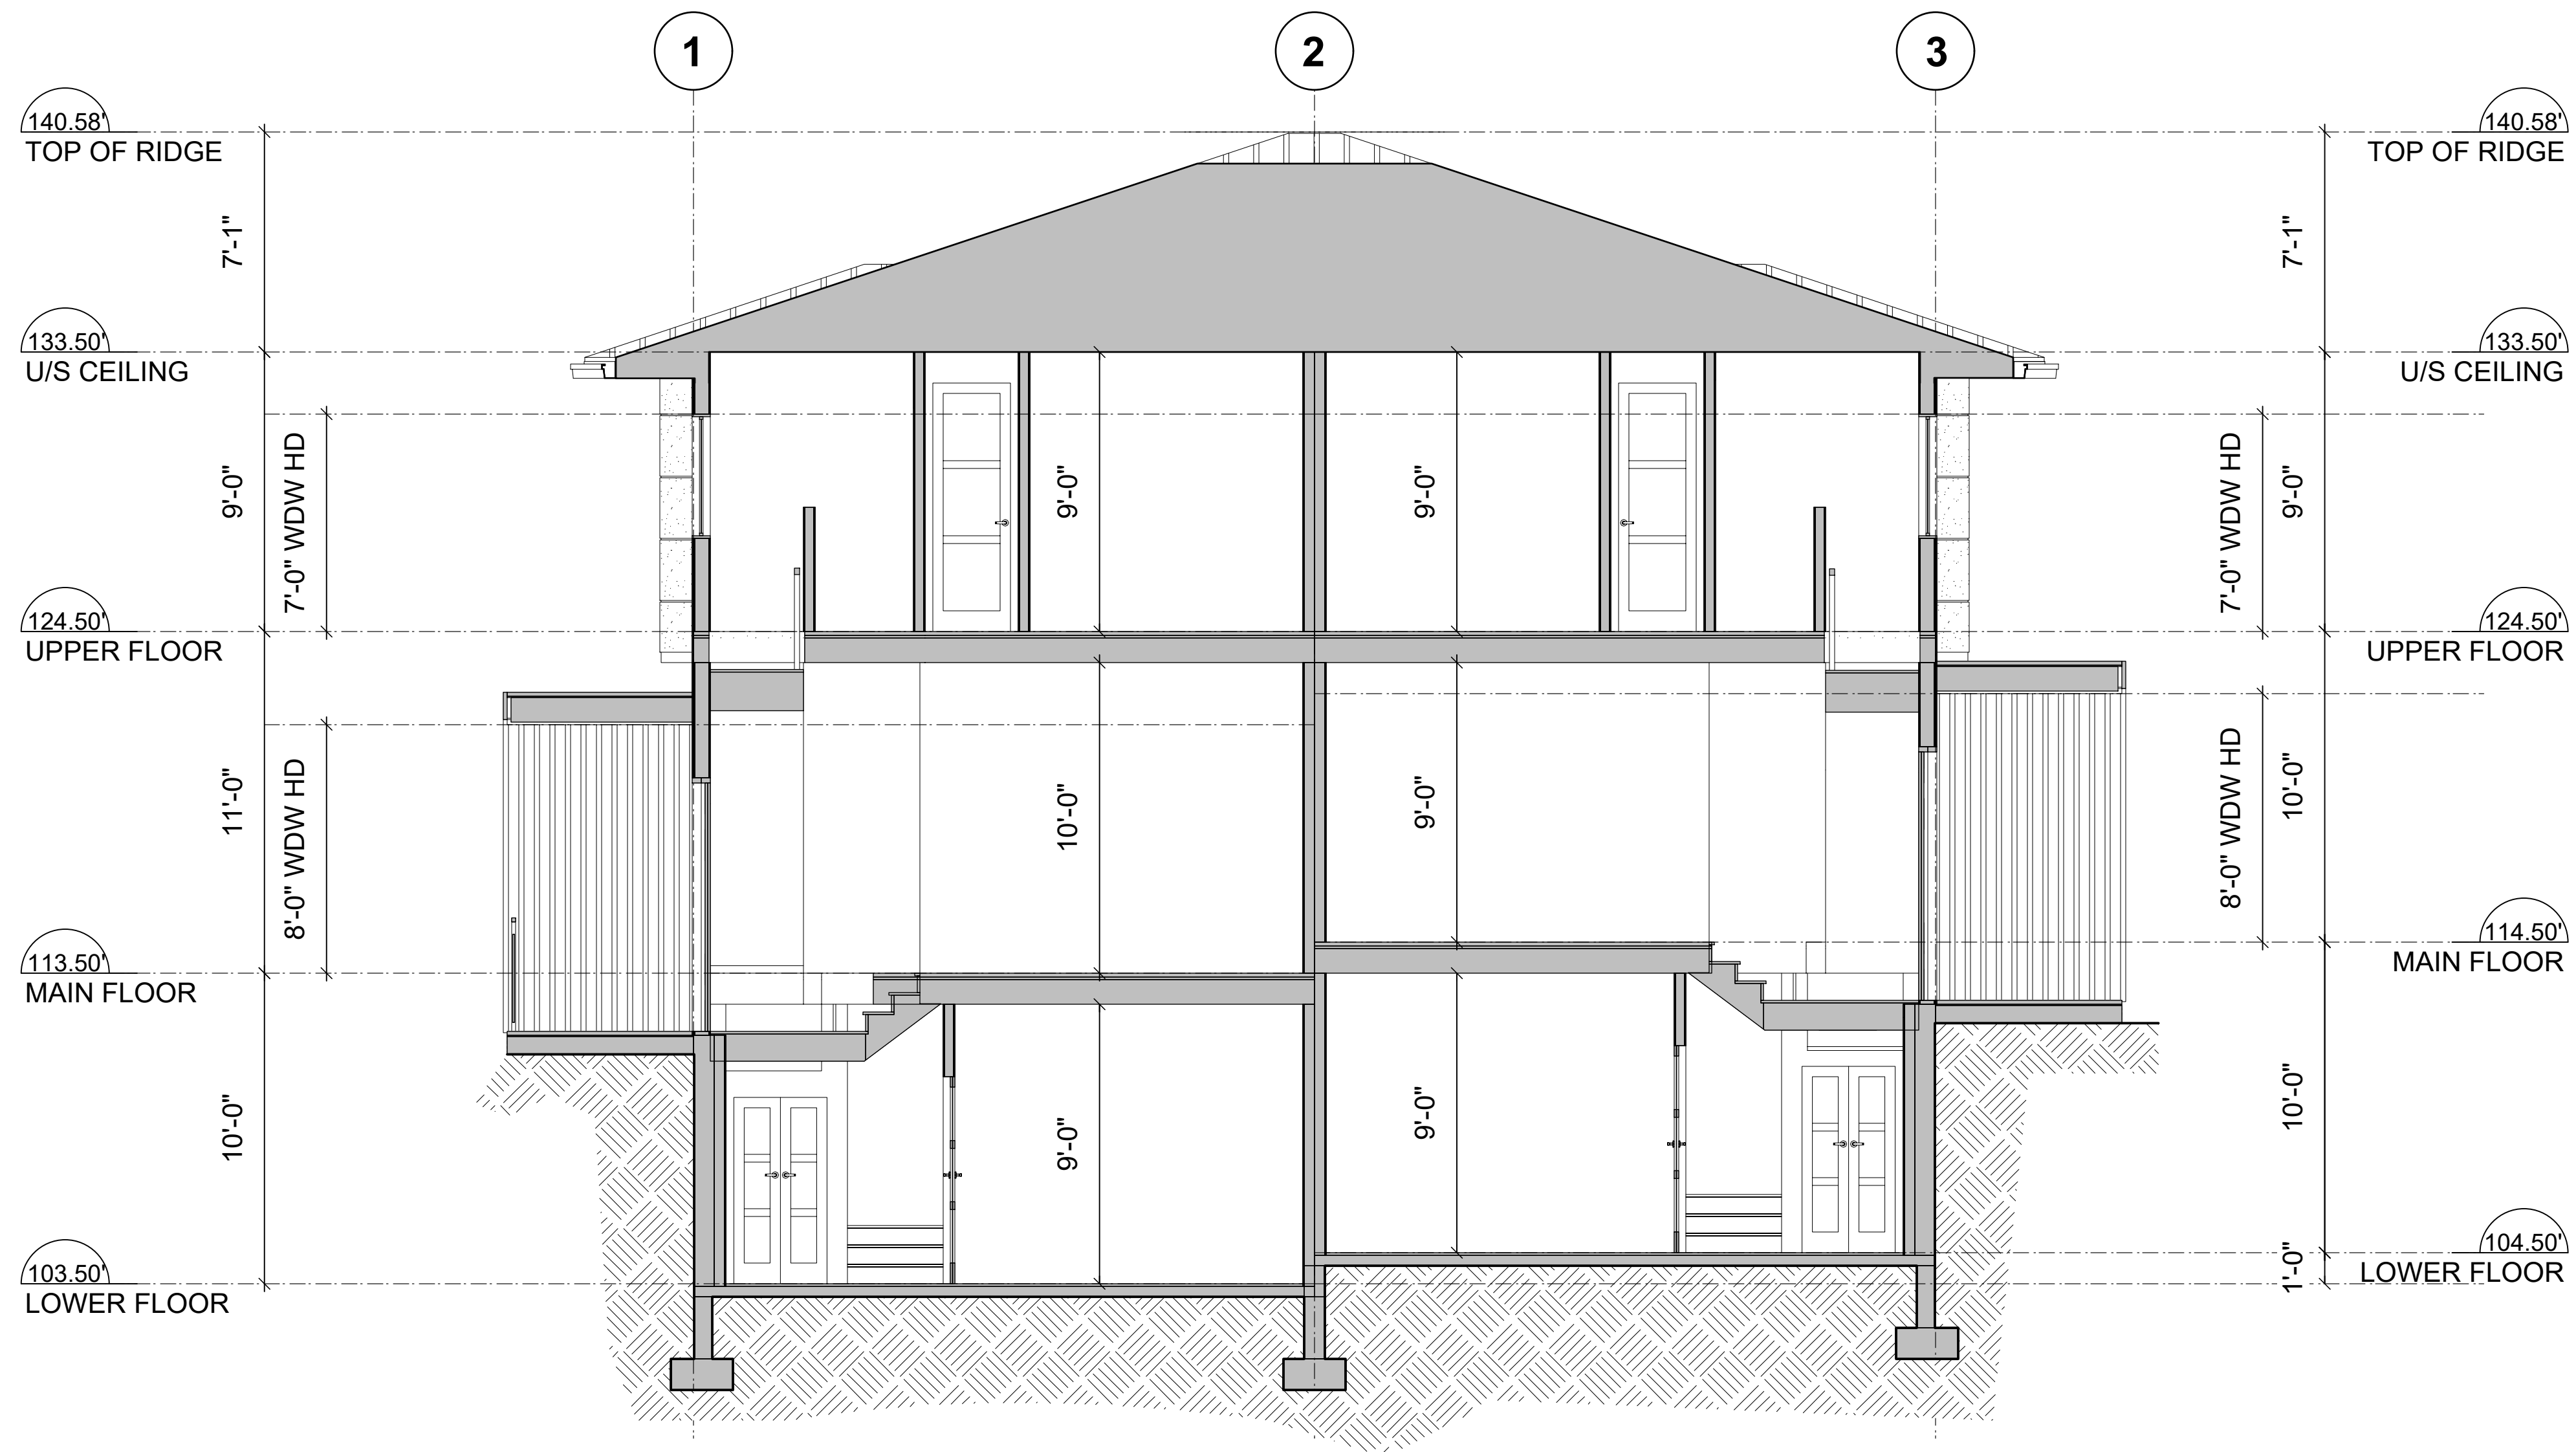 1
2
3
140.58'
TOP OF RIDGE
140.58'
TOP OF RIDGE
7'-1"
7'-1"
133.50'
U/S CEILING
133.50'
U/S CEILING
9'-0"
7'-0" WDW HD
9'-0"
9'-0"
7'-0" WDW HD
9'-0"
124.50'
UPPER FLOOR
124.50'
UPPER FLOOR
11'-0"
8'-0" WDW HD
10'-0"
9'-0"
8'-0" WDW HD
10'-0"
113.50'
MAIN FLOOR
114.50'
MAIN FLOOR
10'-0"
9'-0"
9'-0"
10'-0"
103.50'
LOWER FLOOR
1'-0"
104.50'
LOWER FLOOR